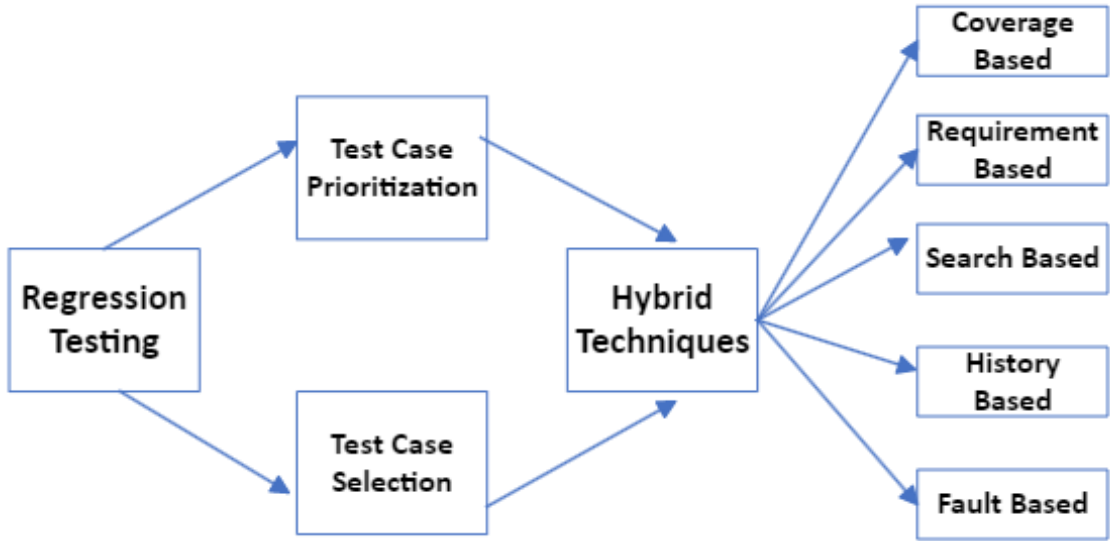 Regression
Testing
Test Case
Prioritization
Test Case
Selection
Hybrid
Techniques
Coverage
Based
Requirement
Based
Search Based
History
Based
Fault Based